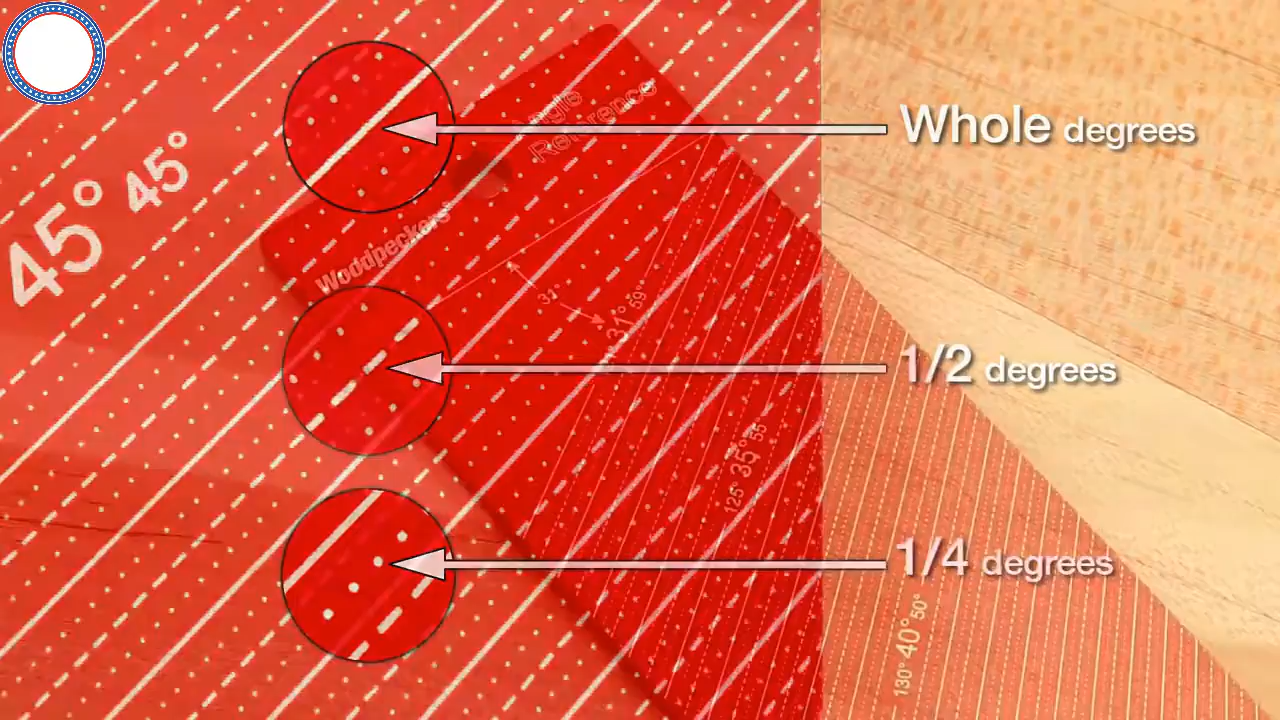 Whole degrees
45° 45°
Angle
Reference
Woodpeckers
31°
31° 59°
1/2 degrees
125° 35° 55°
1/4 degrees
130° 40° 50°